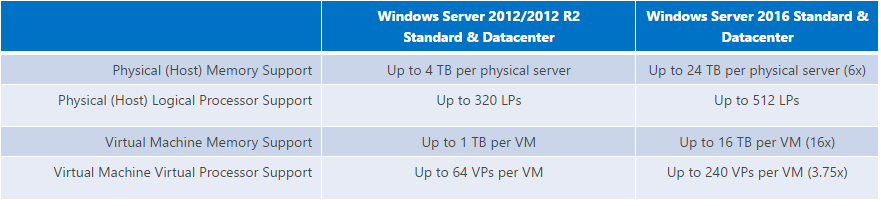 Windows Server 2012/2012 R2
Standard & Datacenter
Windows Server 2016 Standard &
Datacenter
Physical (Host) Memory Support
Up to 4 TB per physical server
Up to 24 TB per physical server (6x)
Physical (Host) Logical Processor Support
Up to 320 LPs
Up to 512 LPs
Virtual Machine Memory Support
Up to 1 TB per VM
Up to 16 TB per VM (16x)
Virtual Machine Virtual Processor Support
Up to 64 VPs per VM
Up to 240 VPs per VM (3.75x)